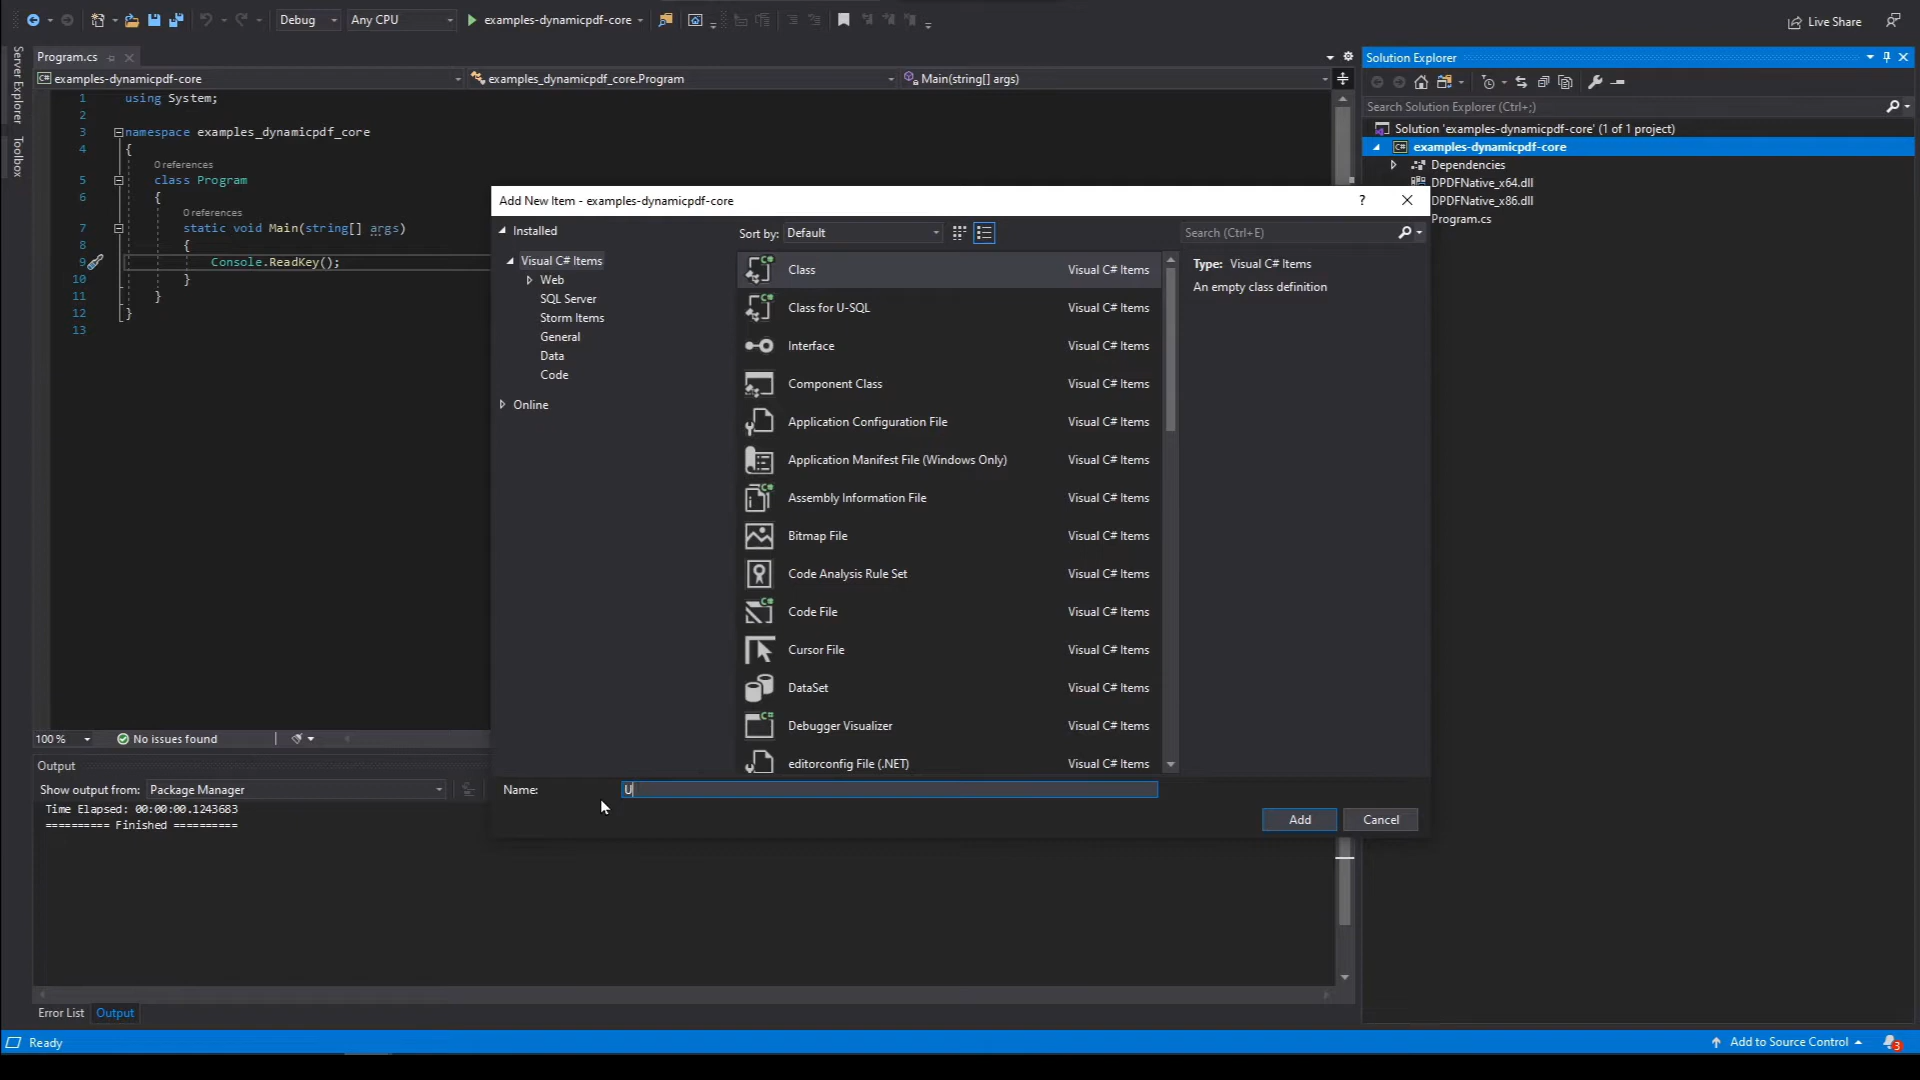 Debug
Any CPU
examples-dynamicpdf-core
Live Share
Server Explorer
Toolbox
Program.cs
examples-dynamicpdf-core
examples_dynamicpdf_core.Program
Main(string[] args)
1 using System;
2
3 namespace examples_dynamicpdf_core
4 {
0 references
5 class Program
6 {
0 references
7 static void Main(string[] args)
8 {
9 Console.ReadKey();
10 }
11 }
12 }
13
100 %
No issues found
Output
Show output from: Package Manager
Time Elapsed: 00:00:00.1243683
========== Finished ==========
Error List
Output
Add New Item - examples-dynamicpdf-core
?
Installed
Visual C# Items
Web
SQL Server
Storm Items
General
Data
Code
Online
Sort by: Default
Search (Ctrl+E)
Class Visual C# Items
Class for U-SQL Visual C# Items
Interface Visual C# Items
Component Class Visual C# Items
Application Configuration File Visual C# Items
Application Manifest File (Windows Only) Visual C# Items
Assembly Information File Visual C# Items
Bitmap File Visual C# Items
Code Analysis Rule Set Visual C# Items
Code File Visual C# Items
Cursor File Visual C# Items
DataSet Visual C# Items
Debugger Visualizer Visual C# Items
editorconfig File (.NET) Visual C# Items
Type: Visual C# Items
An empty class definition
Name: U
Add
Cancel
Solution Explorer
Search Solution Explorer (Ctrl+;)
Solution 'examples-dynamicpdf-core' (1 of 1 project)
C# examples-dynamicpdf-core
Dependencies
DPDFNative_x64.dll
DPDFNative_x86.dll
Program.cs
Ready
Add to Source Control
3